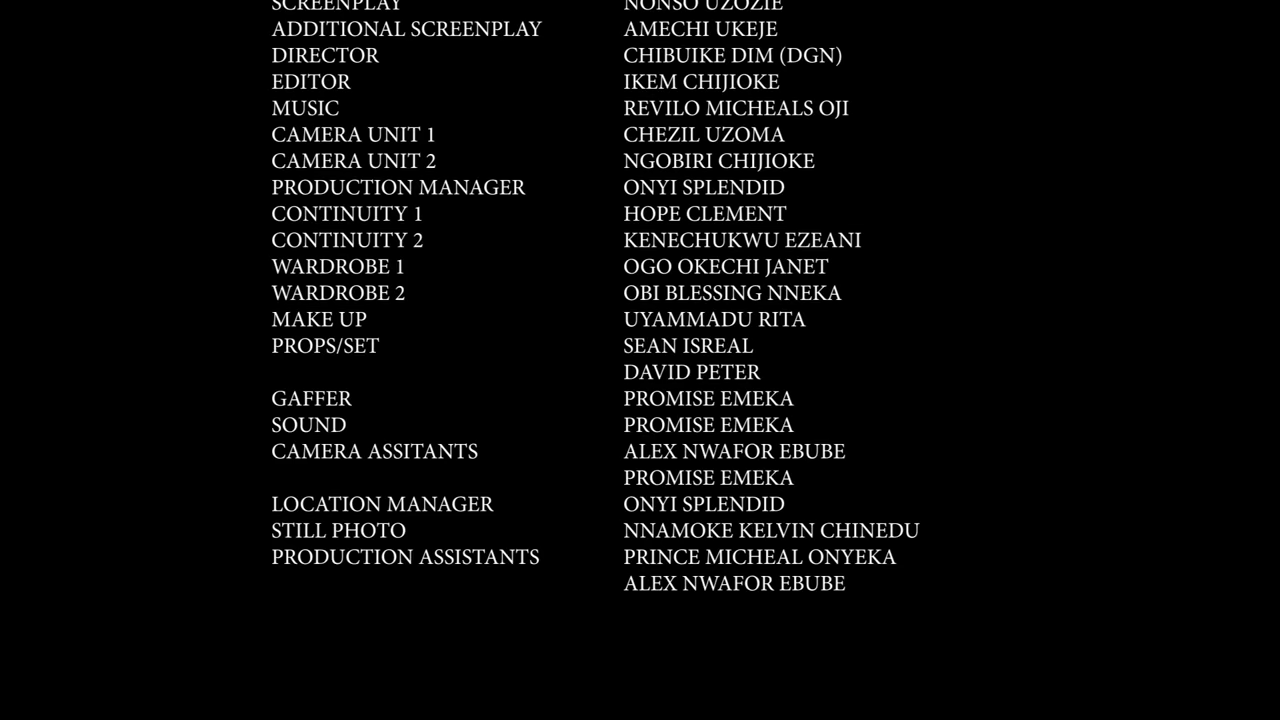 SCREENPLAY NONSO UZOZIE
ADDITIONAL SCREENPLAY AMECHI UKEJE
DIRECTOR CHIBUIKE DIM (DGN)
EDITOR IKEM CHIJIOKE
MUSIC REVILO MICHEALS OJI
CAMERA UNIT 1 CHEZIL UZOMA
CAMERA UNIT 2 NGOBIRI CHIJIOKE
PRODUCTION MANAGER ONYI SPLENDID
CONTINUITY 1 HOPE CLEMENT
CONTINUITY 2 KENECHUKWU EZEANI
WARDROBE 1 OGO OKECHI JANET
WARDROBE 2 OBI BLESSING NNEKA
MAKE UP UYAMMADU RITA
PROPS/SET SEAN ISREAL
DAVID PETER
GAFFER PROMISE EMEKA
SOUND PROMISE EMEKA
CAMERA ASSITANTS ALEX NWAFOR EBUBE
PROMISE EMEKA
LOCATION MANAGER ONYI SPLENDID
STILL PHOTO NNAMOKE KELVIN CHINEDU
PRODUCTION ASSISTANTS PRINCE MICHEAL ONYEKA
ALEX NWAFOR EBUBE